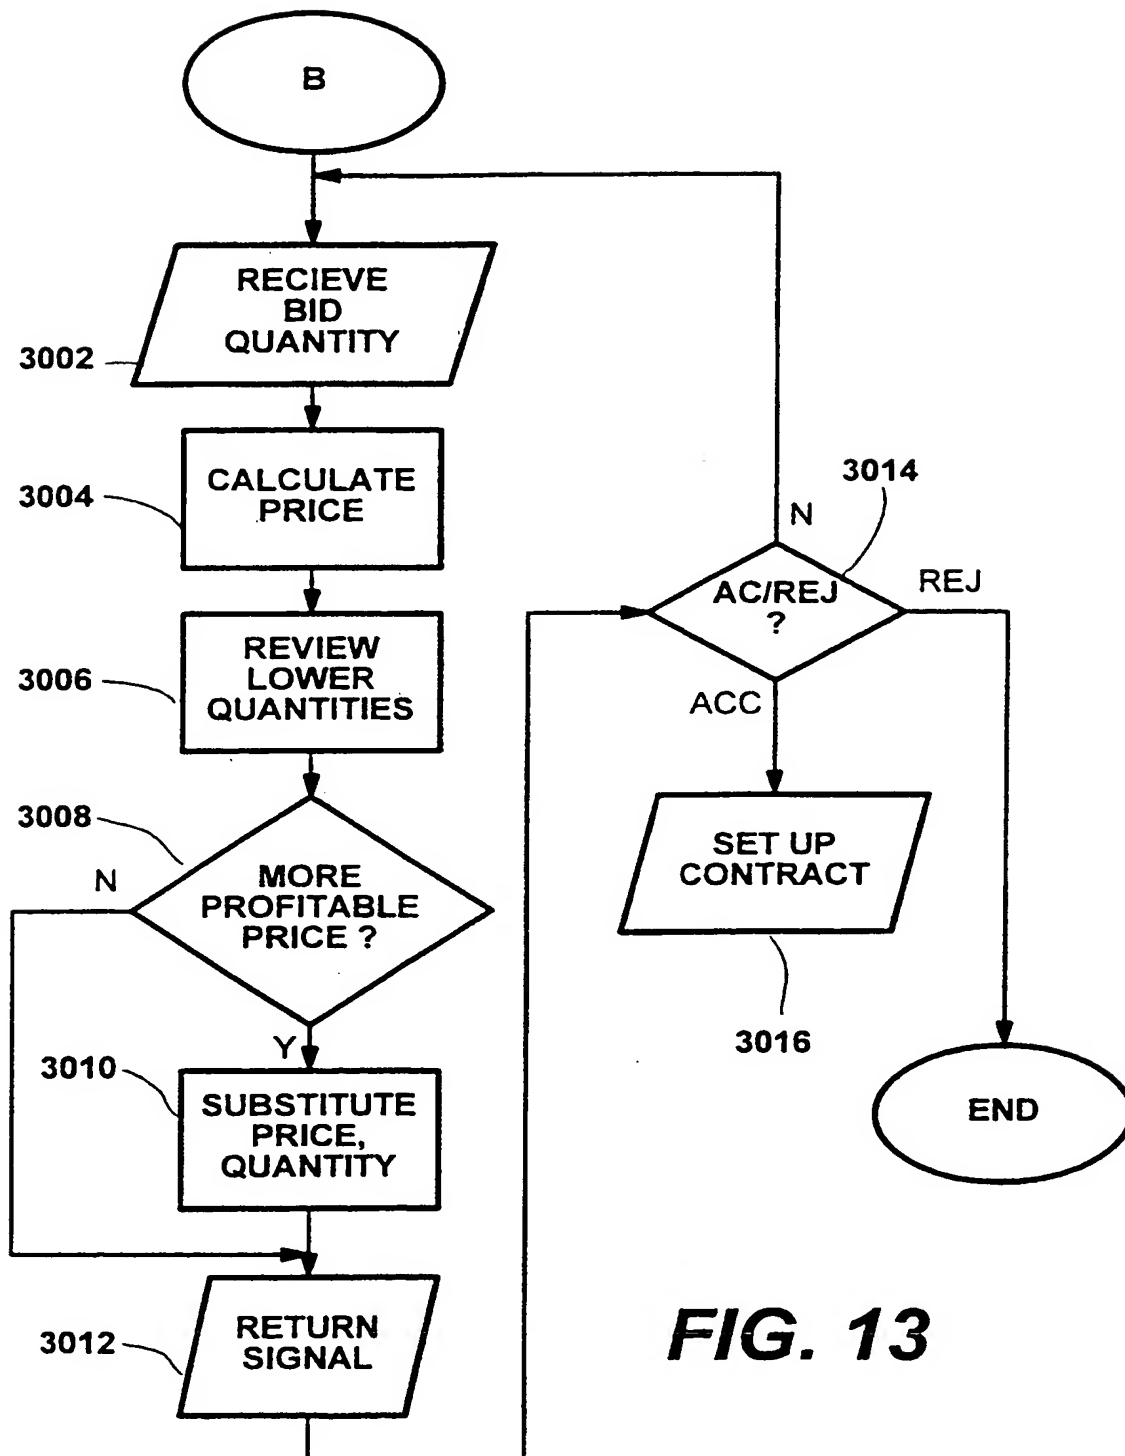 B
RECIEVE
BID
QUANTITY
3002
CALCULATE
PRICE
3004
REVIEW
LOWER
QUANTITIES
3006
3008
N
MORE
PROFITABLE
PRICE ?
Y
3010
SUBSTITUTE
PRICE,
QUANTITY
RETURN
SIGNAL
3012
3014
N
AC/REJ
?
REJ
ACC
SET UP
CONTRACT
3016
END
FIG. 13